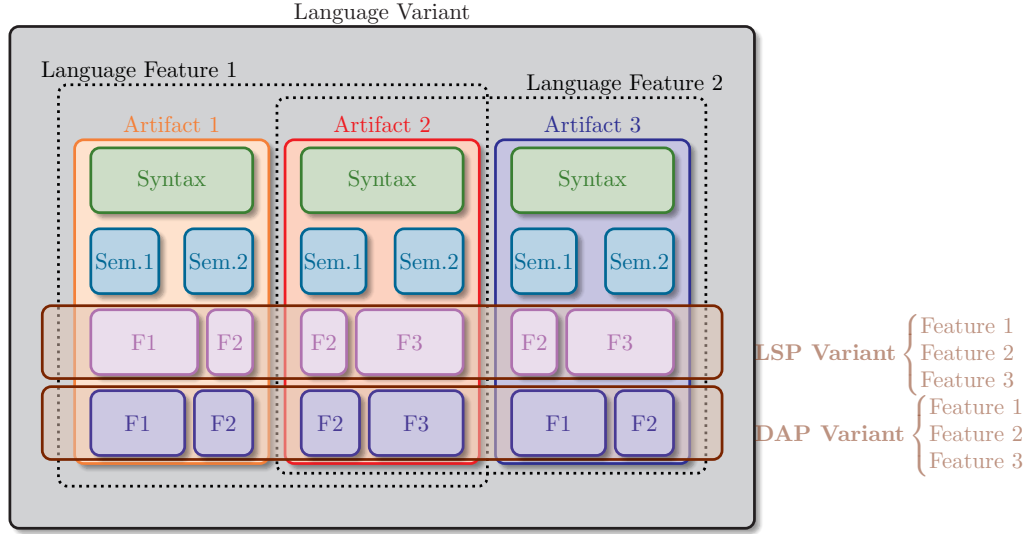 Language Variant
Language Feature 1
Language Feature 2
Artifact 1 Artifact 2 Artifact 3
Syntax Syntax Syntax
Sem.1 Sem.2 Sem.1 Sem.2 Sem.1 Sem.2
F1 F2 F2 F3 F2 F3
LSP Variant
Feature 1
Feature 2
Feature 3
F1 F2 F2 F3 F1 F2
DAP Variant
Feature 1
Feature 2
Feature 3